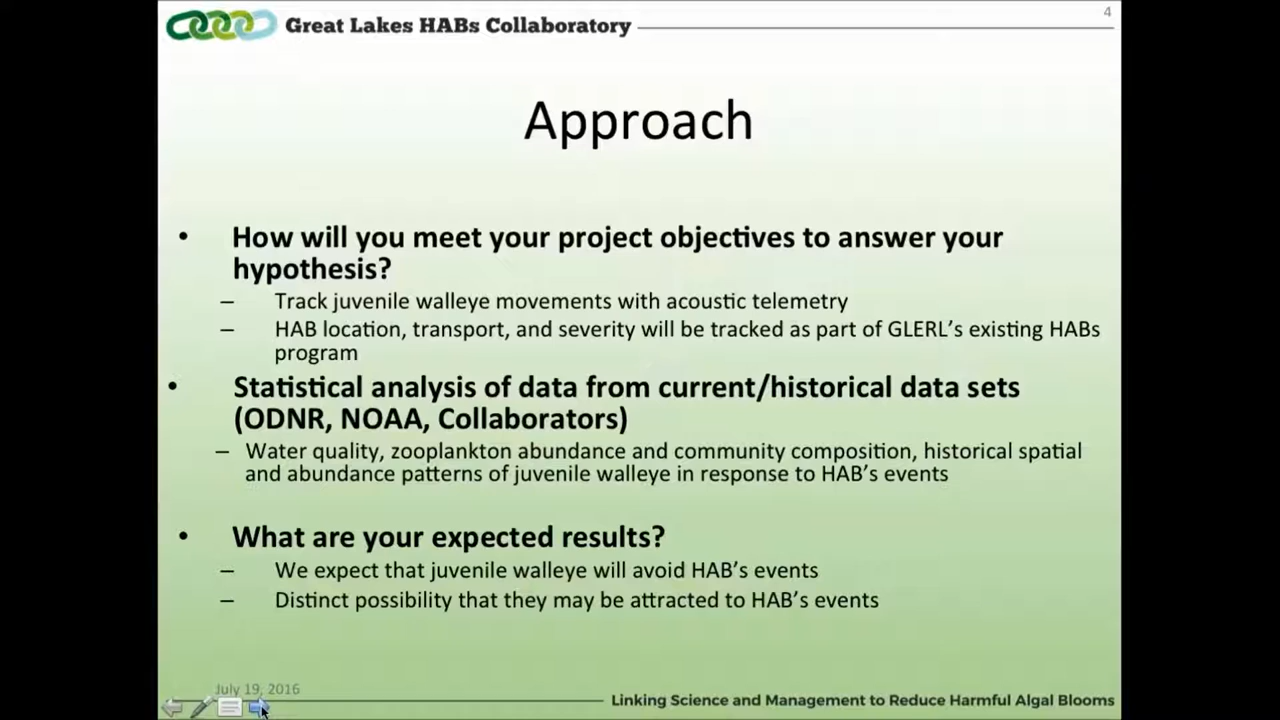 Great Lakes HABs Collaboratory
4
Approach
• How will you meet your project objectives to answer your
hypothesis?
– Track juvenile walleye movements with acoustic telemetry
– HAB location, transport, and severity will be tracked as part of GLERL's existing HABs
program
• Statistical analysis of data from current/historical data sets
(ODNR, NOAA, Collaborators)
– Water quality, zooplankton abundance and community composition, historical spatial
and abundance patterns of juvenile walleye in response to HAB's events
• What are your expected results?
– We expect that juvenile walleye will avoid HAB's events
– Distinct possibility that they may be attracted to HAB's events
July 19, 2016
Linking Science and Management to Reduce Harmful Algal Blooms